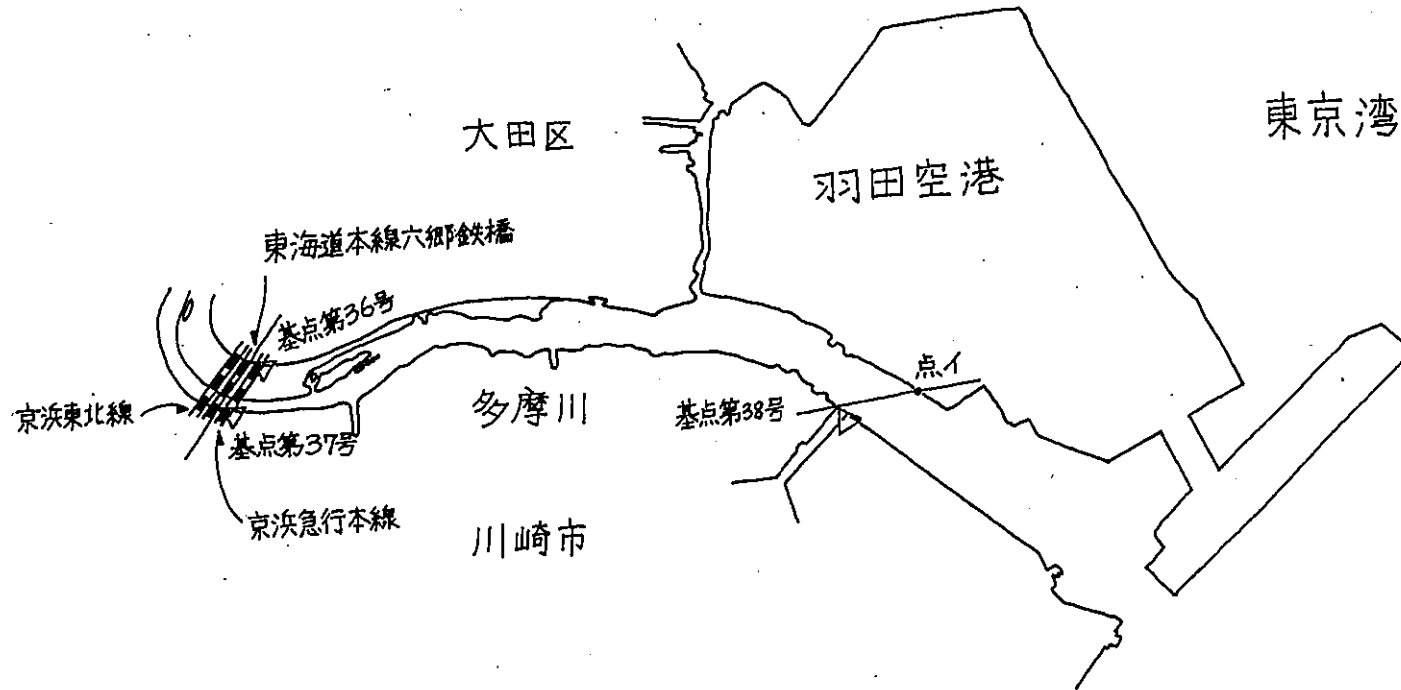 東京湾
大田区
羽田空港
東海道本線六郷鉄橋
基点第36号
点イ
京浜東北線
多摩川
基点第38号
基点第37号
京浜急行本線
川崎市